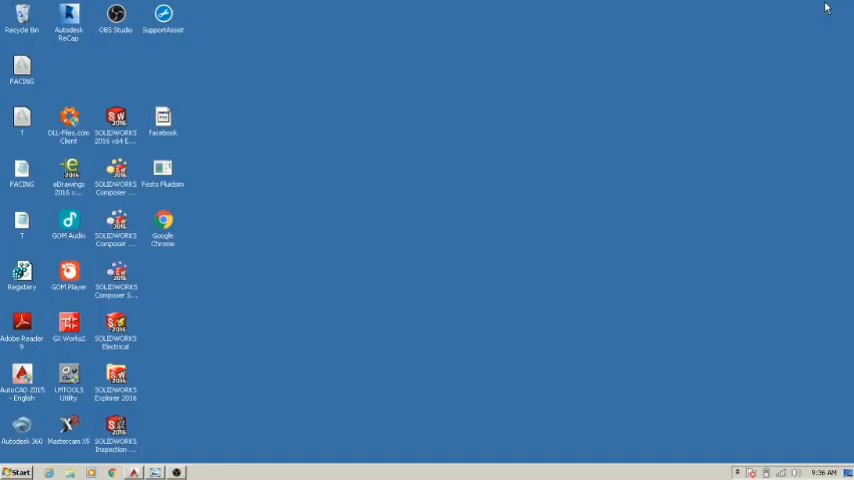 Recycle Bin
Autodesk
ReCap
OBS Studio
SupportAssist
FACING
T
DLL-Files.com
Client
SOLIDWORKS
2016 x64 E...
Facebook
FACING
eDrawings
2016 x...
SOLIDWORKS
Composer ...
Festo Fluidsim
T
GOM Audio
SOLIDWORKS
Composer ...
Google
Chrome
Registery
GOM Player
SOLIDWORKS
Composer S...
Adobe Reader
9
GX Works2
SOLIDWORKS
Electrical
AutoCAD 2015
- English
LMTOOLS
Utility
SOLIDWORKS
Explorer 2016
Autodesk 360
Mastercam X5
SOLIDWORKS
Inspection ...
Start
9:36 AM